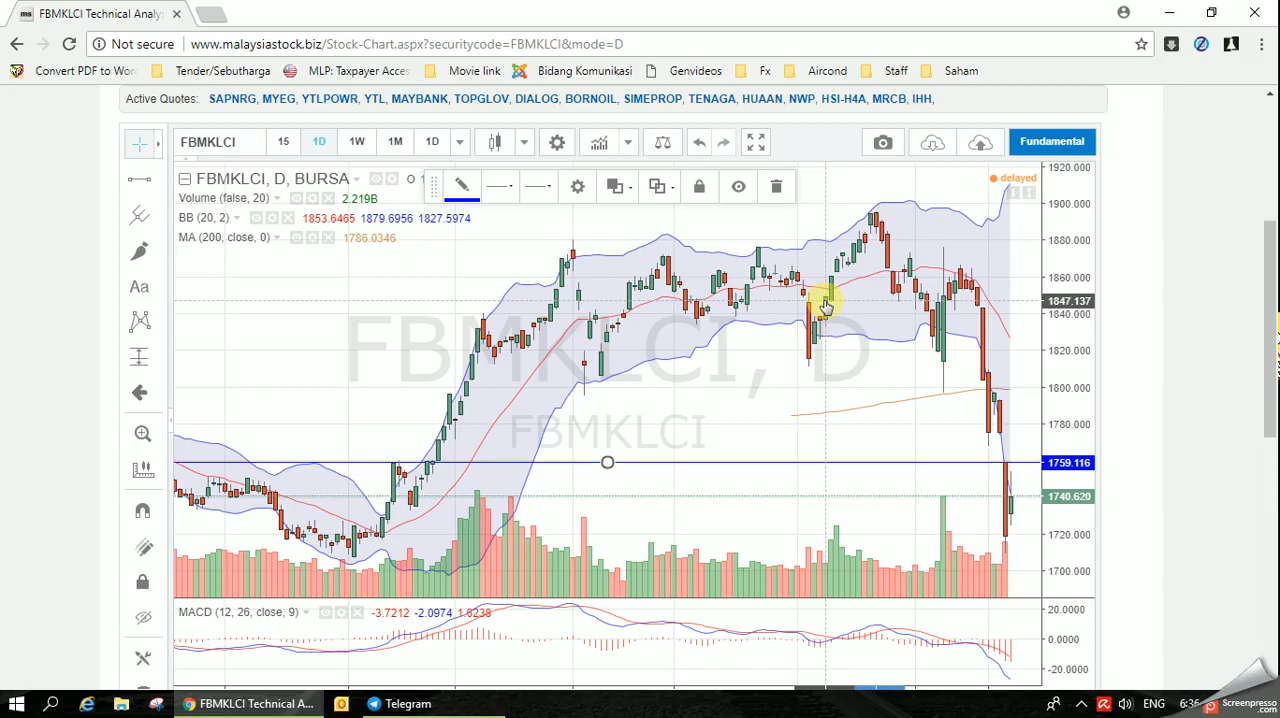 ms FBMKLCI Technical Analy
Not secure www.malaysiastock.biz/Stock-Chart.aspx?securitycode=FBMKLCI&mode=D
Convert PDF to Wor Tender/Sebutharga MLP: Taxpayer Acces Movie link Bidang Komunikasi Genvideos Fx Aircond Staff Saham
Active Quotes: SAPNRG, MYEG, YTLPOWR, YTL, MAYBANK, TOPGLOV, DIALOG, BORNOIL, SIMEPROP, TENAGA, HUAAN, NWP, HSI-H4A, MRCB, IHH,
FBMKLCI 15 1D 1W 1M 1D Fundamental
1920.000
FBMKLCI, D, BURSA O
delayed
Volume (false, 20) 2.219B
1900.000
BB (20, 2) 1853.6465 1879.6956 1827.5974
MA (200, close, 0) 1786.0346
1880.000
1860.000
1847.137
1840.000
FBMKLCI, D
1820.000
1800.000
1780.000
FBMKLCI
1759.116
1740.620
1720.000
1700.000
MACD (12, 26, close, 9) -3.7212 -2.0974 1.6238
20.0000
0.0000
-20.0000
Aa
FBMKLCI Technical A...
Telegram
ENG
6:36
Screenpresso
.com